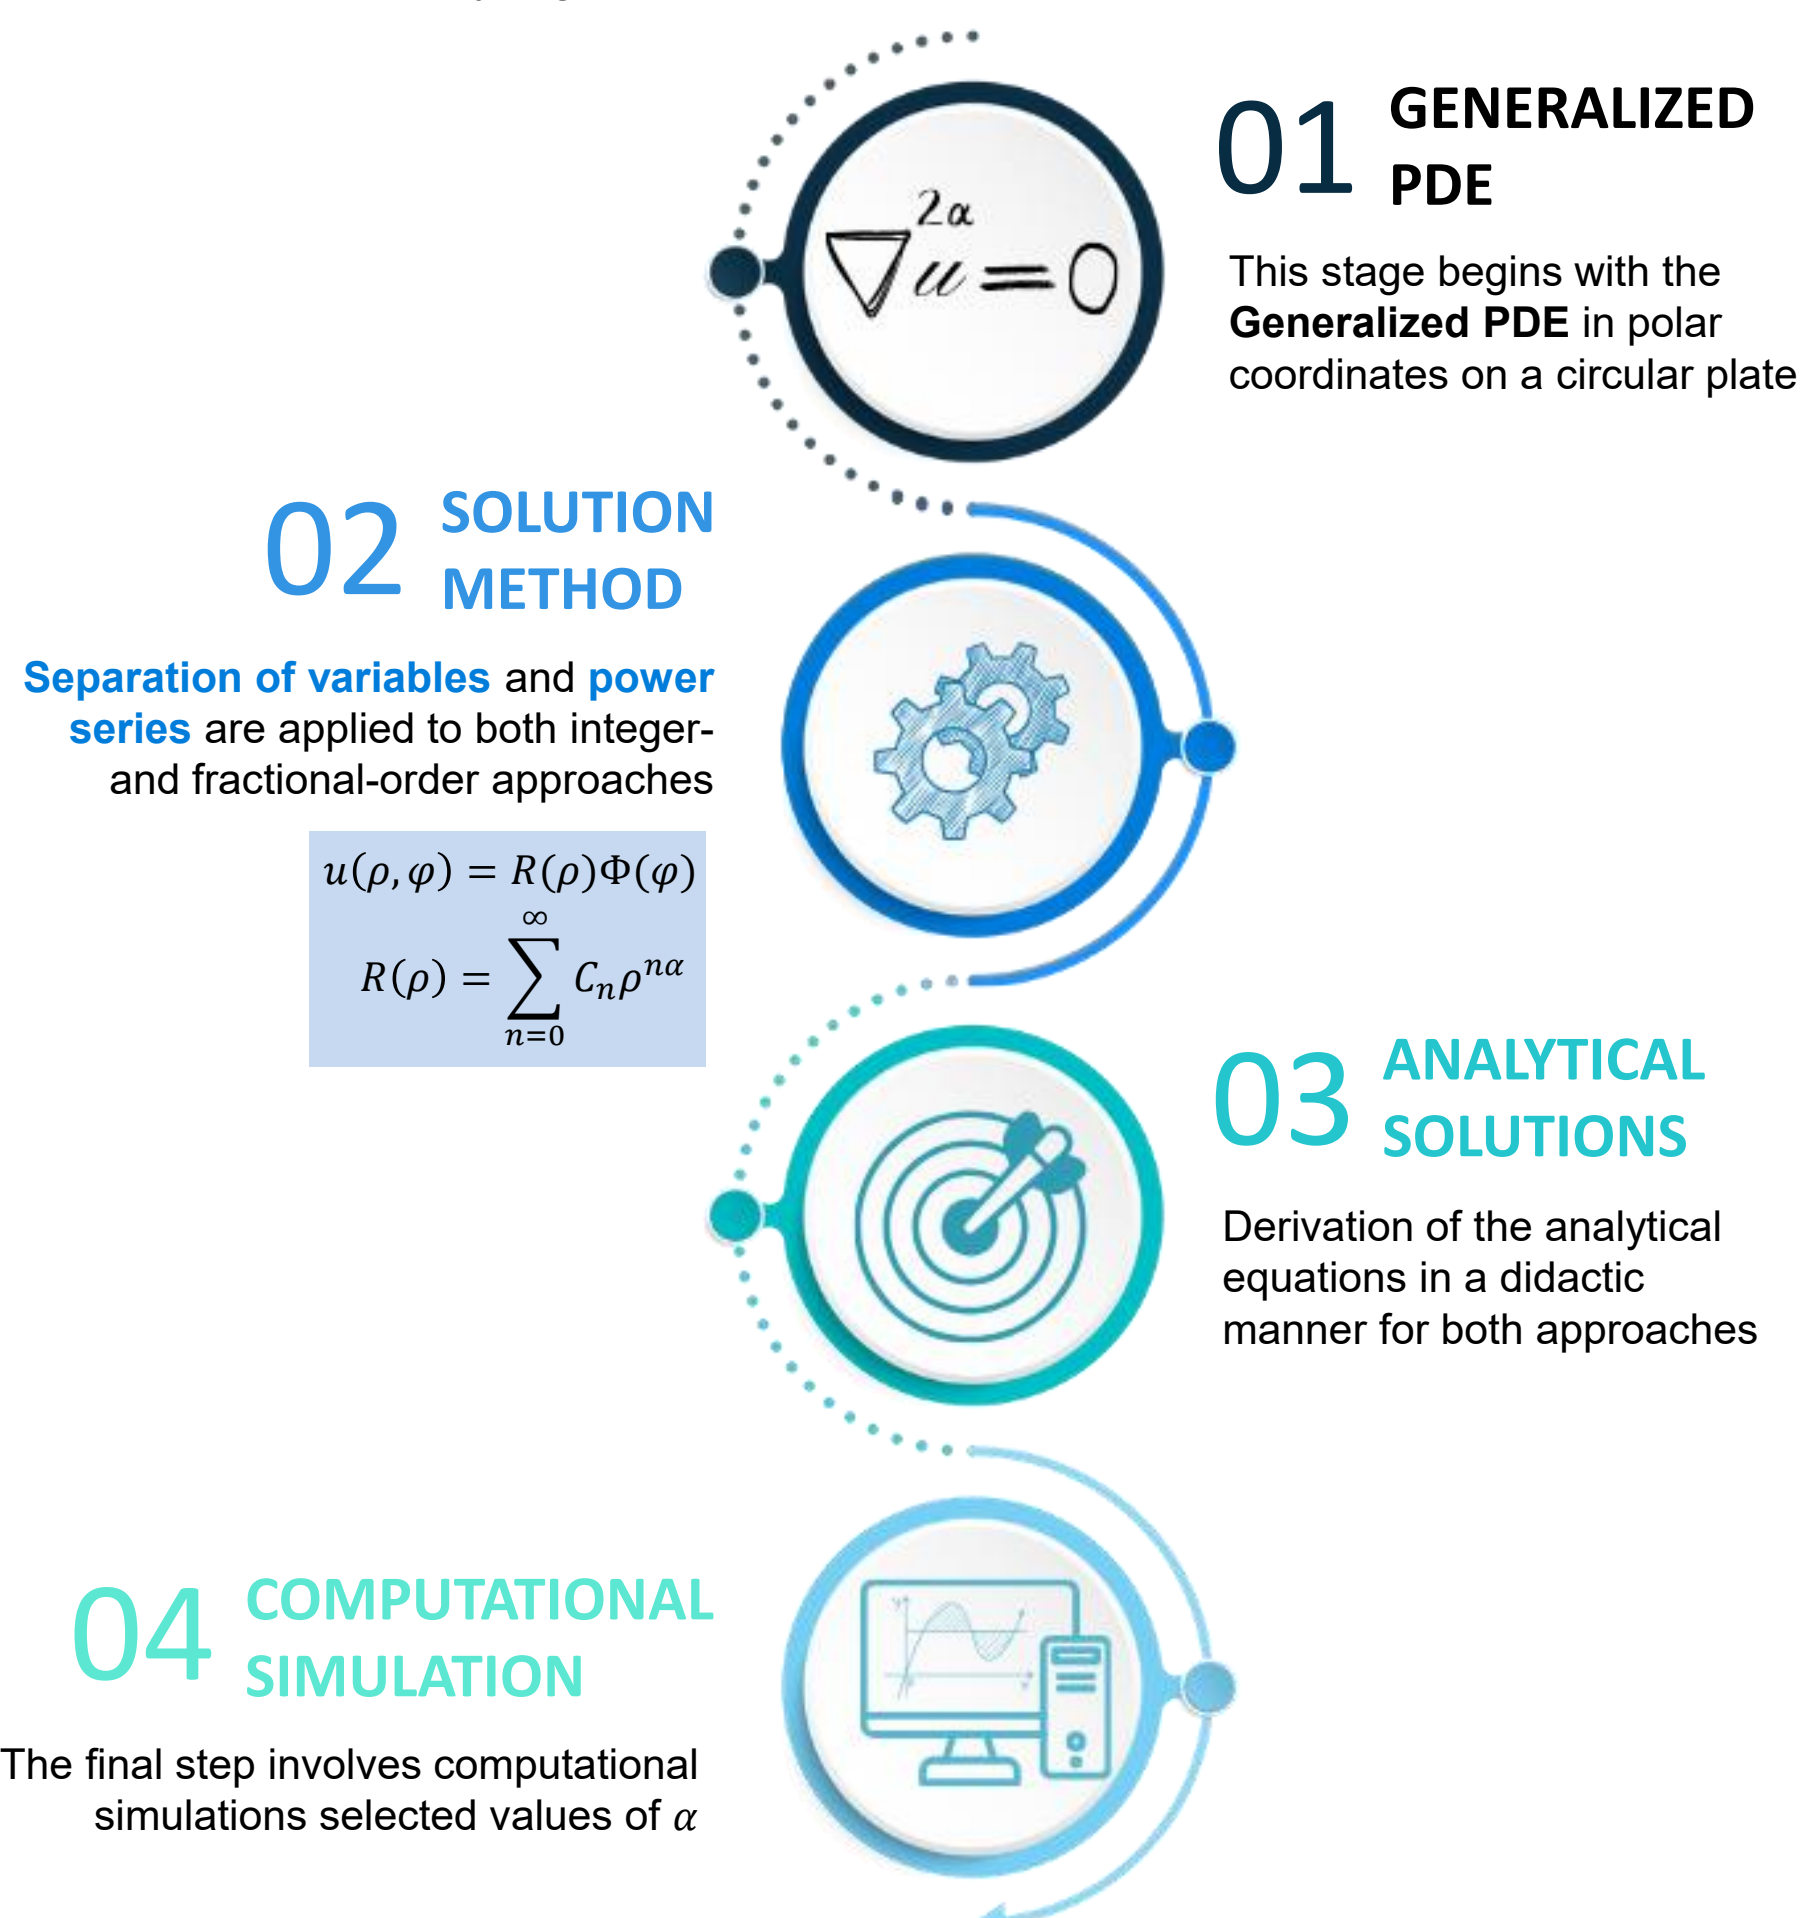 01
GENERALIZED
PDE
∇²ᵅu=0
This stage begins with the
Generalized PDE in polar
coordinates on a circular plate
02
SOLUTION
METHOD
Separation of variables and power
series are applied to both integer-
and fractional-order approaches
u(ρ,φ) = R(ρ)Φ(φ)
R(ρ) = ∑_{n=0}^{∞} C_n ρ^{nα}
03
ANALYTICAL
SOLUTIONS
Derivation of the analytical
equations in a didactic
manner for both approaches
04
COMPUTATIONAL
SIMULATION
The final step involves computational
simulations selected values of α